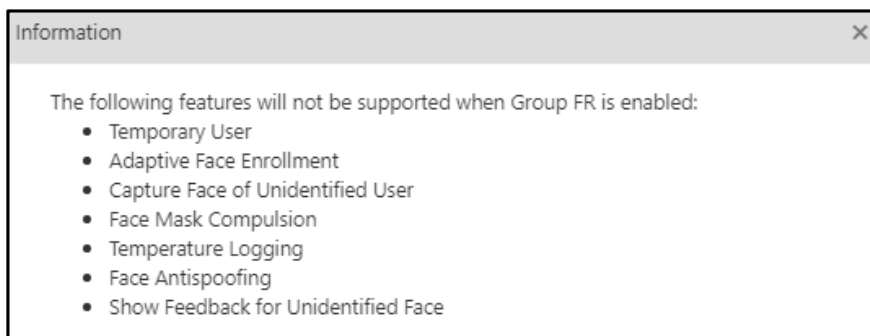 Information
The following features will not be supported when Group FR is enabled:
• Temporary User
• Adaptive Face Enrollment
• Capture Face of Unidentified User
• Face Mask Compulsion
• Temperature Logging
• Face Antispoofing
• Show Feedback for Unidentified Face